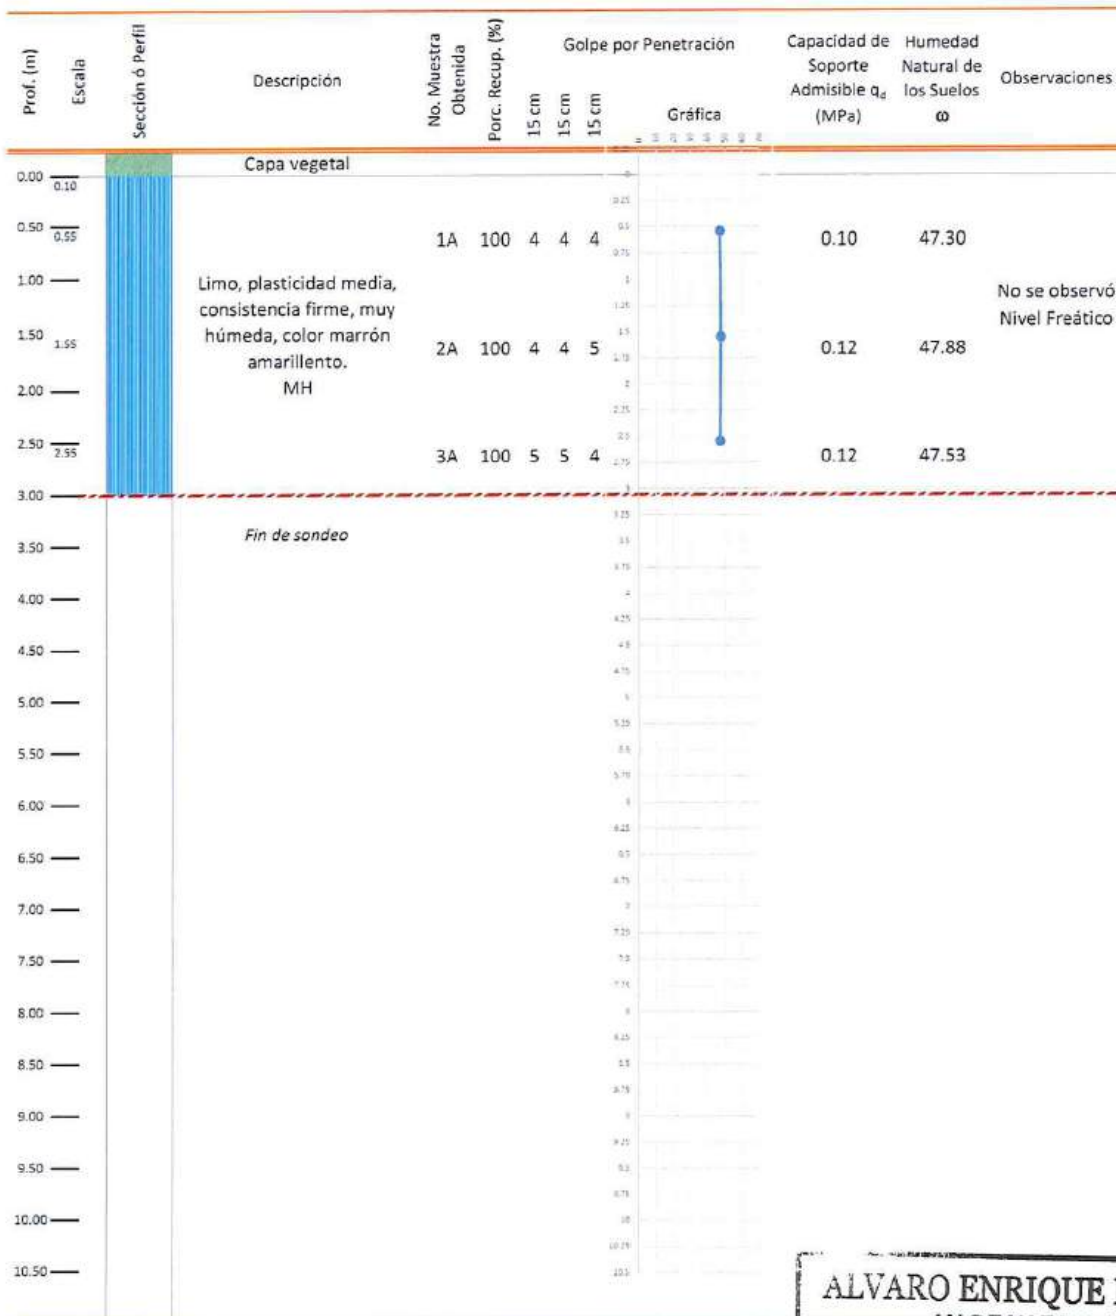 Prof. (m)
Escala
Sección ó Perfil
Descripción
No. Muestra
Obtenida
Porc. Recup. (%)
Golpe por Penetración
15 cm
15 cm
15 cm
Gráfica
Capacidad de
Soporte
Admisible qd
(MPa)
Humedad
Natural de
los Suelos
ω
Observaciones
Capa vegetal
0.00
0.10
0.50
0.55
1A 100 4 4 4 0.10 47.30
1.00
Limo, plasticidad media,
consistencia firme, muy
húmeda, color marrón
amarillento.
MH
No se observó
Nivel Freático
1.50
1.55
2A 100 4 4 5 0.12 47.88
2.00
2.50
2.55
3A 100 5 5 4 0.12 47.53
3.00
Fin de sondeo
3.50
4.00
4.50
5.00
5.50
6.00
6.50
7.00
7.50
8.00
8.50
9.00
9.50
10.00
10.50
ALVARO ENRIQUE